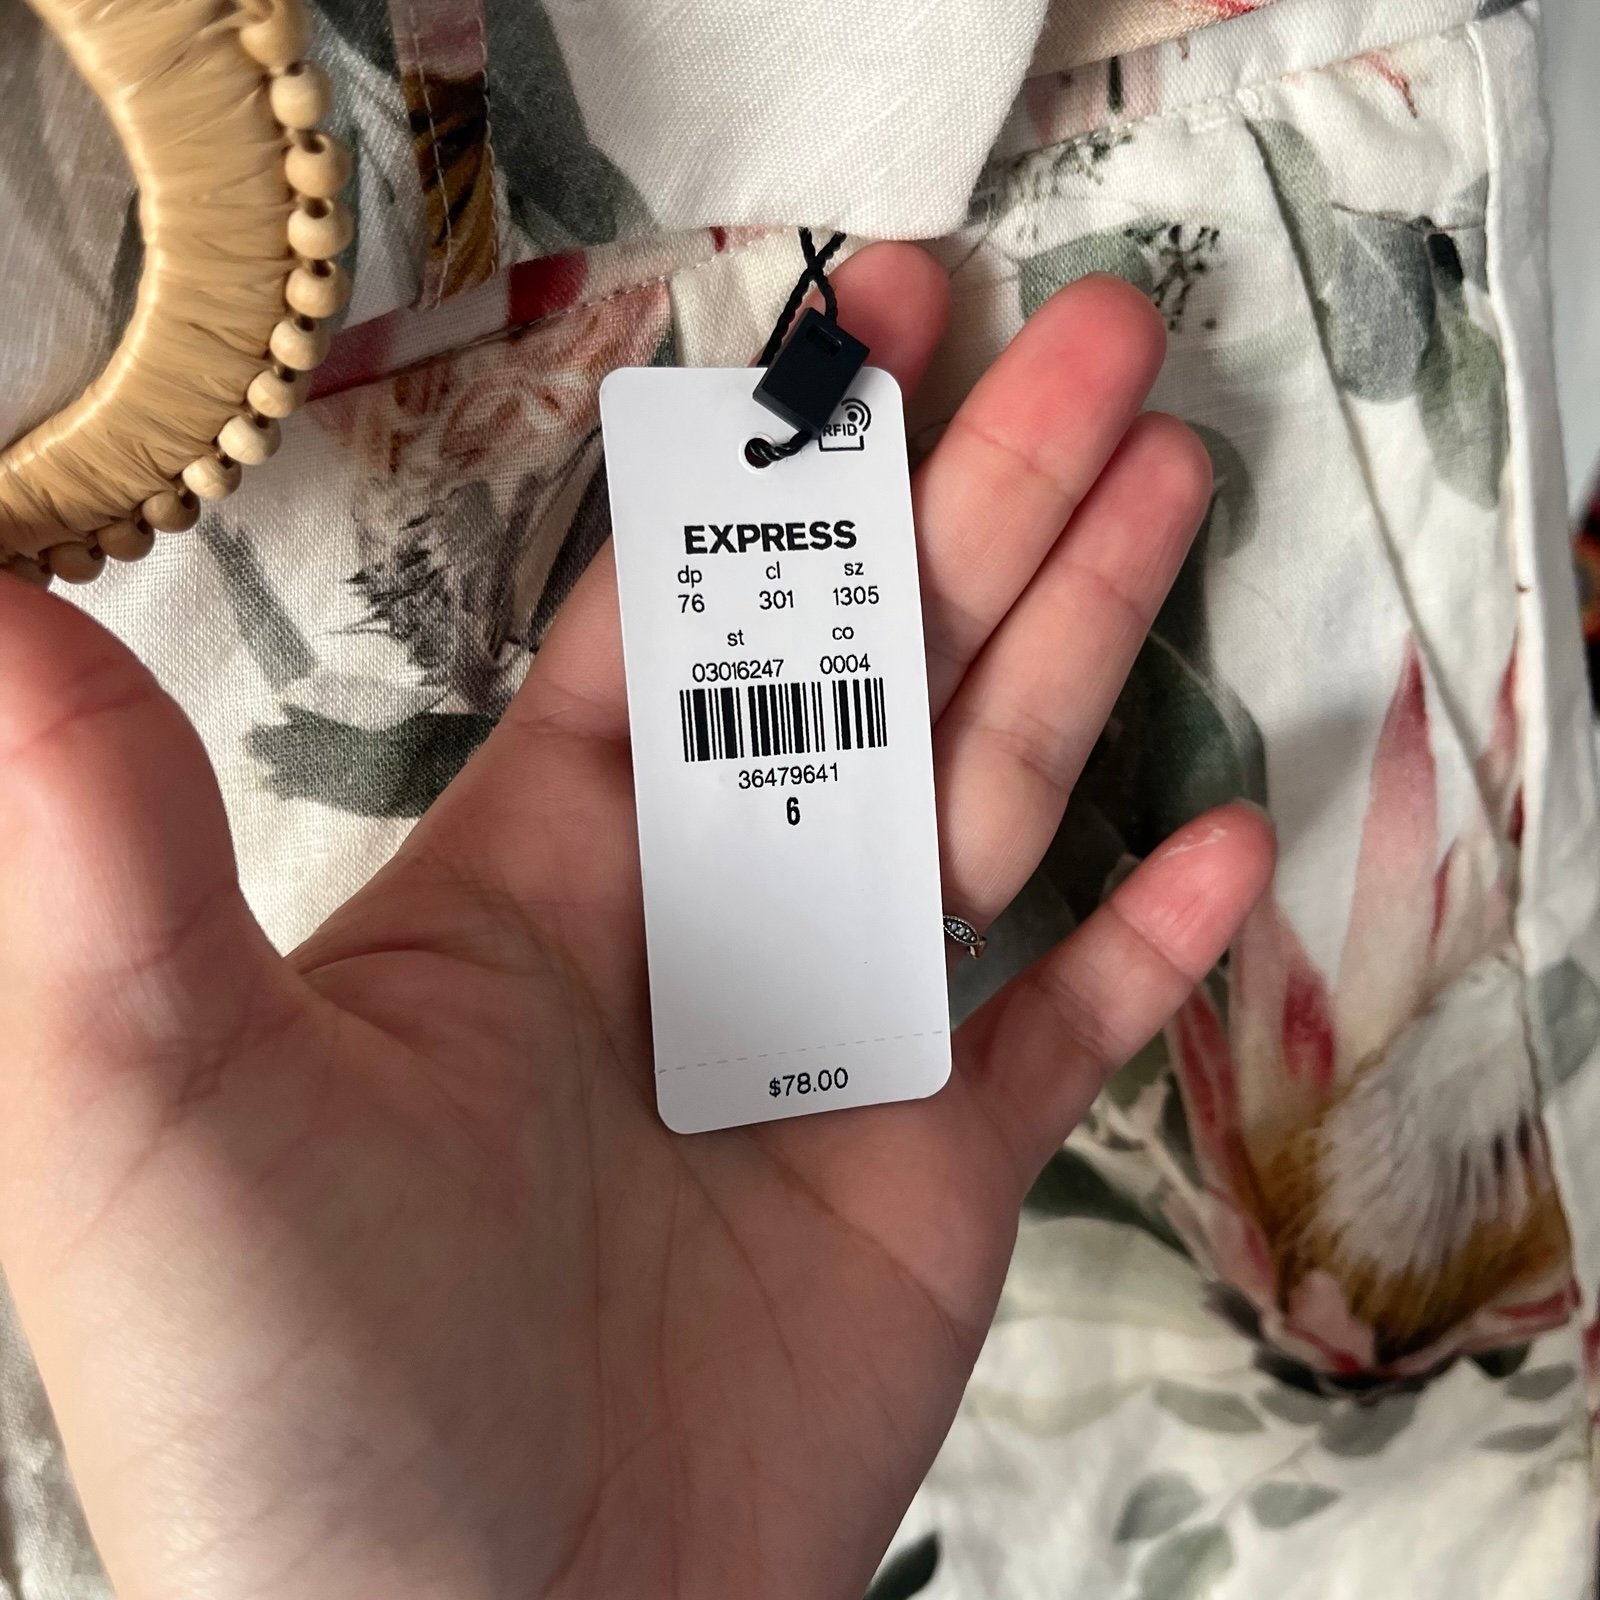 RFID
EXPRESS
dp cl sz
76 301 1305
st co
03016247 0004
36479641
6
$78.00